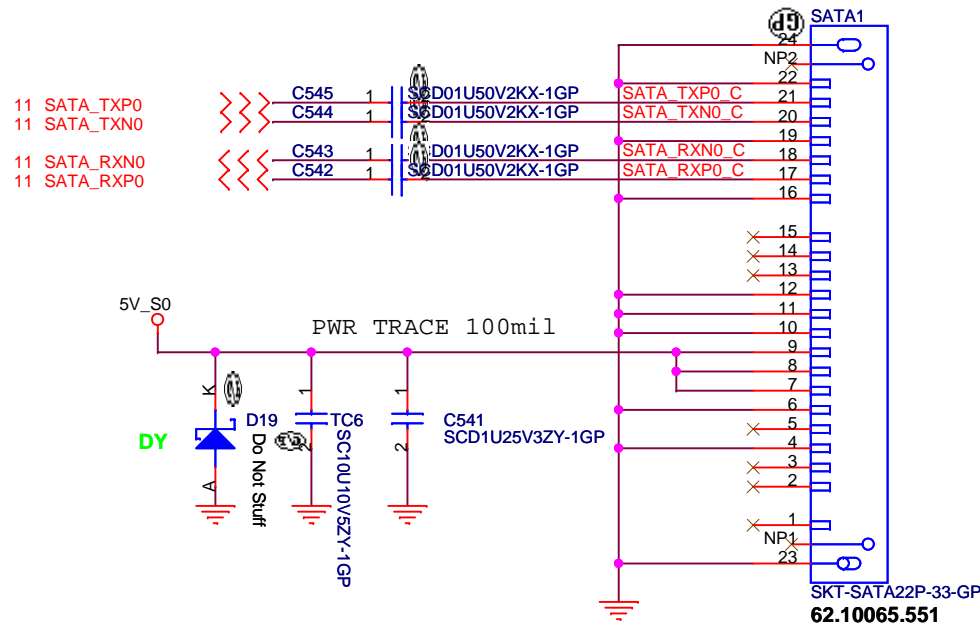 SATA1
GP
24
NP2
22
C545 1 SCD01U50V2KX-1GP SATA_TXP0_C 21
11 SATA_TXP0
C544 1 SCD01U50V2KX-1GP SATA_TXN0_C 20
11 SATA_TXN0
19
C543 1 D01U50V2KX-1GP SATA_RXN0_C 18
11 SATA_RXN0
C542 1 SCD01U50V2KX-1GP SATA_RXP0_C 17
11 SATA_RXP0
16
15
14
13
12
11
10
5V_S0
PWR TRACE 100mil
9
8
7
6
5
4
3
2
1
NP1
23
K
A
D19
DY
Do Not Stuff
1
2
TC6
SC10U10V5ZY-1GP
1
2
C541
SCD1U25V3ZY-1GP
SKT-SATA22P-33-GP
62.10065.551